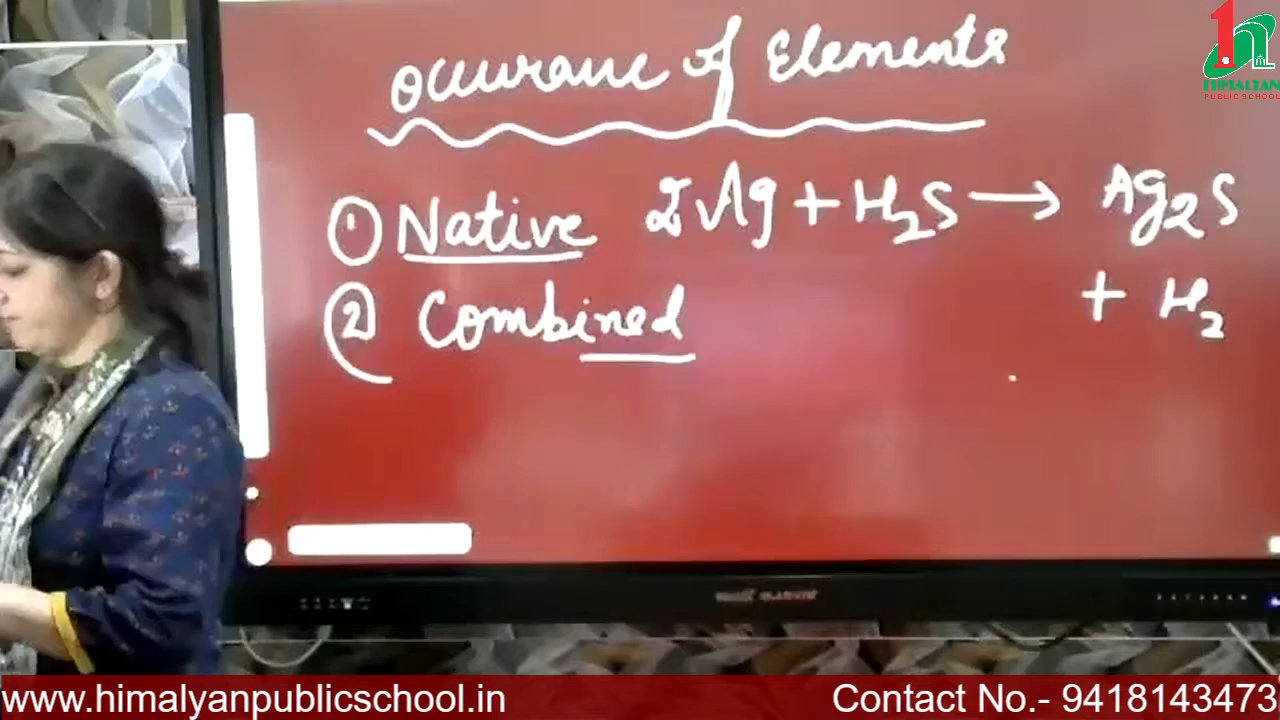 Occurance of Elements
① Native 2Ag + H₂S → Ag₂S
+ H₂
② Combined
HIMALYAN
PUBLIC SCHOOL
www.himalyanpublicschool.in
Contact No.- 9418143473